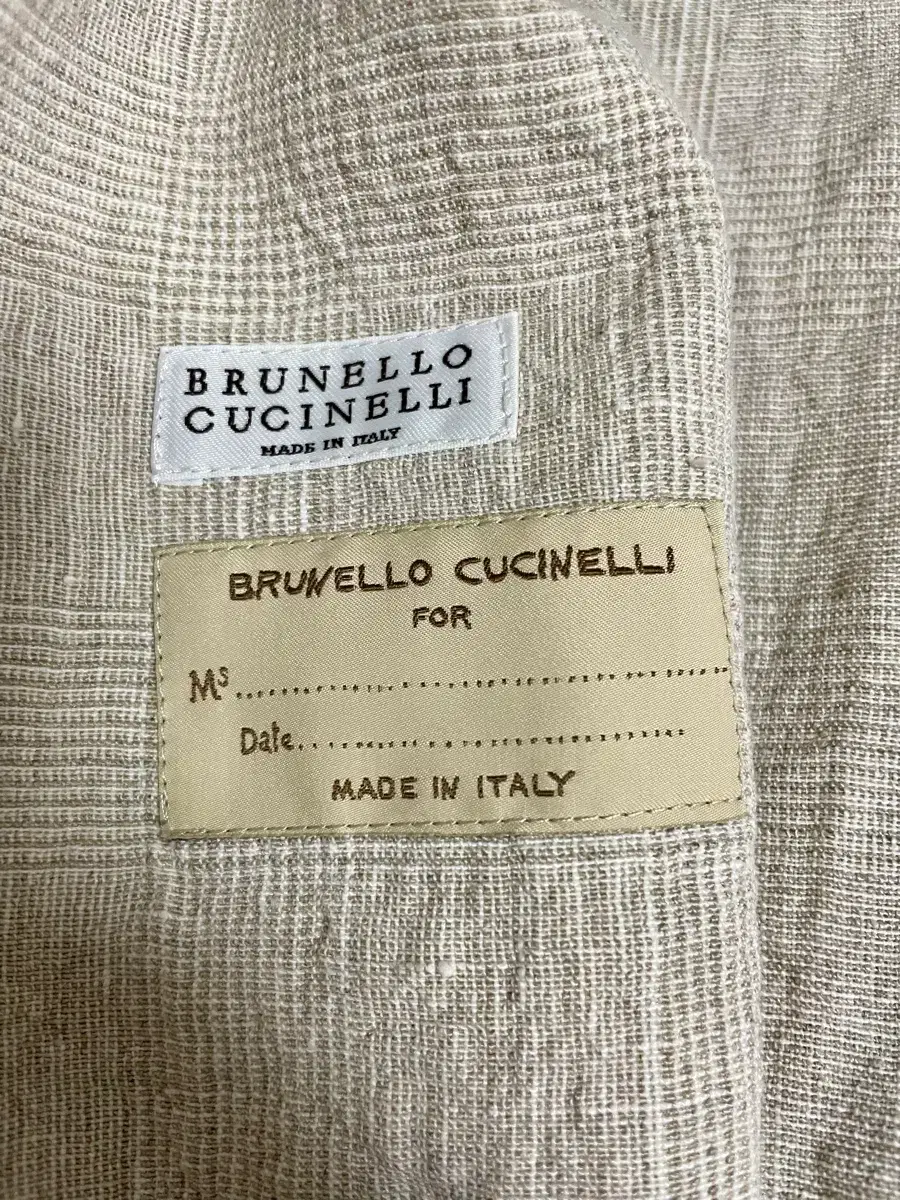 BRUNELLO
CUCINELLI
MADE IN ITALY
BRUNELLO CUCINELLI
FOR
Ms................................................
Date........................................
MADE IN ITALY